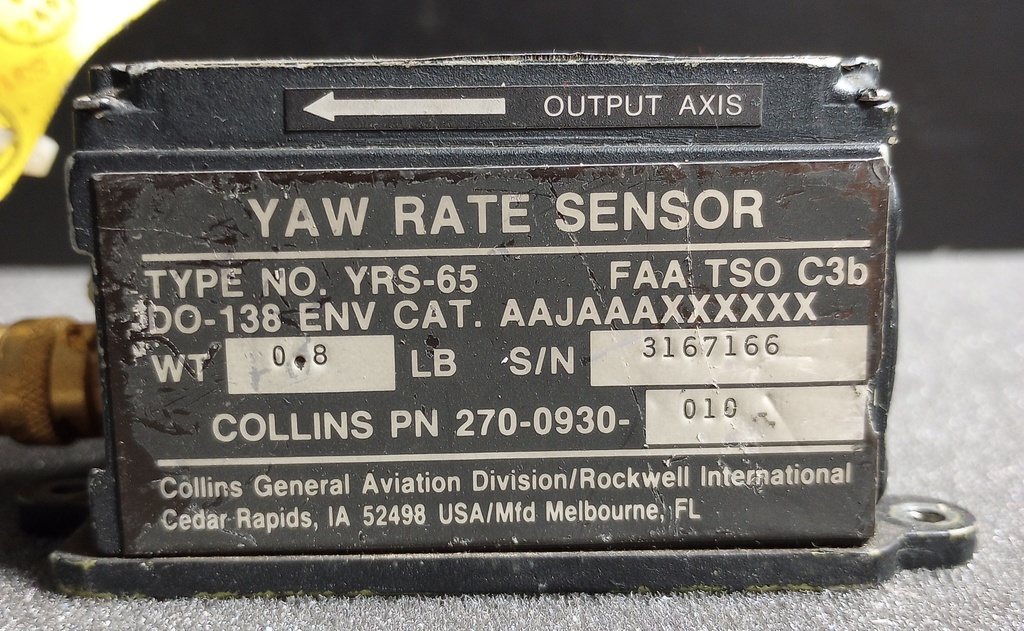 OUTPUT AXIS
YAW RATE SENSOR
TYPE NO. YRS-65 FAA TSO C3b
DO-138 ENV CAT. AAJAAAXXXXXX
WT 0.8 LB S/N 3167166
COLLINS PN 270-0930- 010
Collins General Aviation Division/Rockwell International
Cedar Rapids, IA 52498 USA/Mfd Melbourne, FL